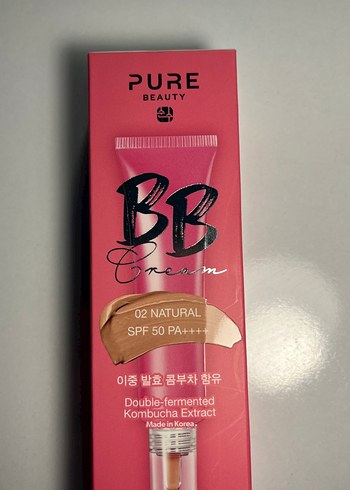 PURE
BEAUTY
BB
Cream
02 NATURAL
SPF 50 PA++++
이중 발효 콤부차 함유
Double-fermented
Kombucha Extract
Made in Korea